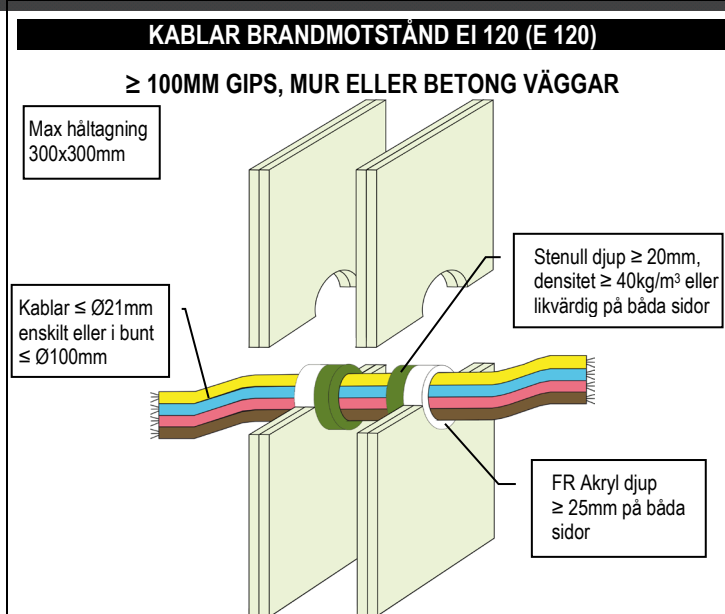 KABLAR BRANDMOTSTÅND EI 120 (E 120)
≥ 100MM GIPS, MUR ELLER BETONG VÄGGAR
Max håltagning
300x300mm
Stenull djup ≥ 20mm,
densitet ≥ 40kg/m³ eller
likvärdig på båda sidor
Kablar ≤ Ø21mm
enskilt eller i bunt
≤ Ø100mm
FR Akryl djup
≥ 25mm på båda
sidor